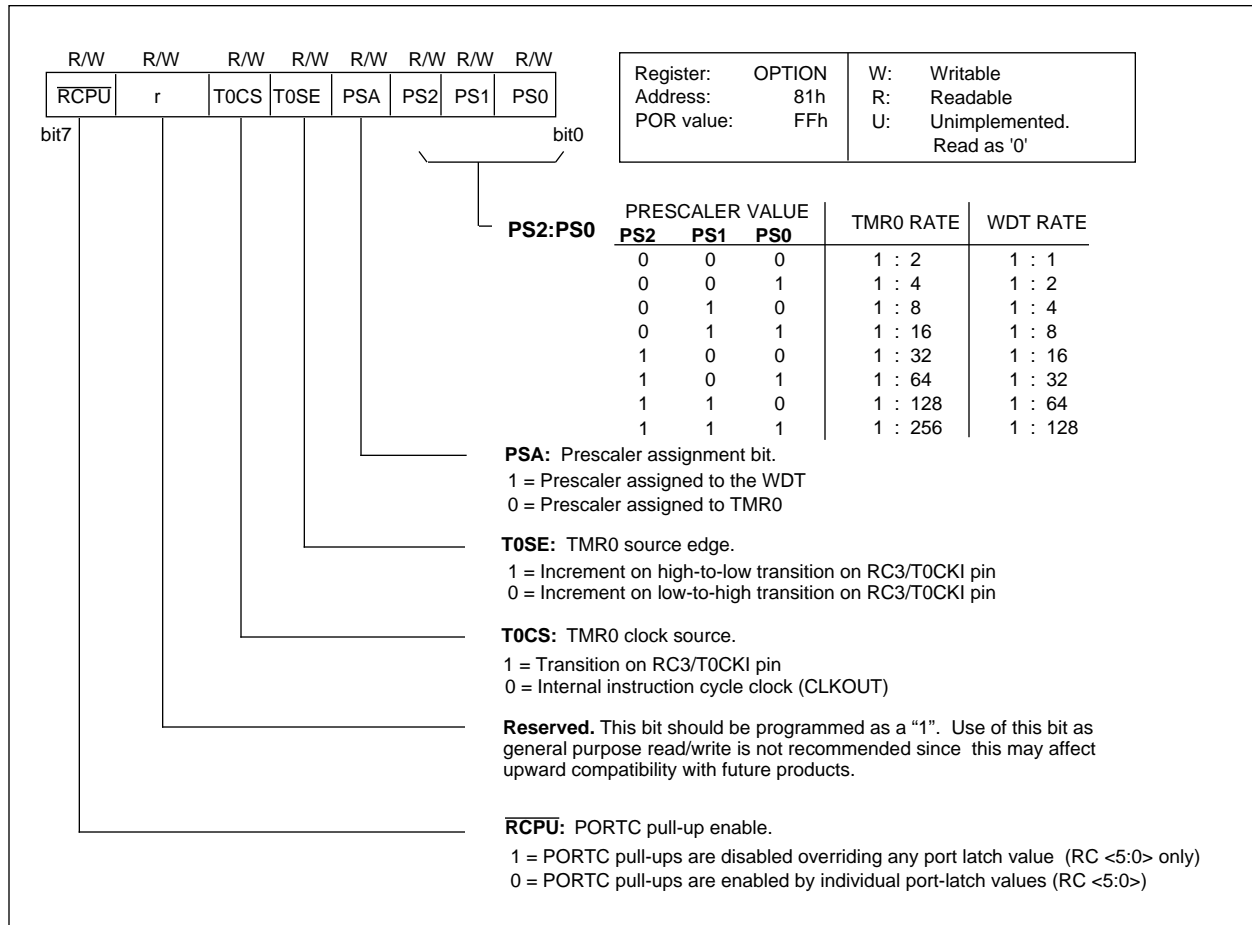 R/W R/W R/W R/W R/W R/W R/W R/W
RCPU r T0CS T0SE PSA PS2 PS1 PS0
bit7 bit0
Register: OPTION W: Writable
Address: 81h R: Readable
POR value: FFh U: Unimplemented.
Read as '0'
PS2:PS0
PRESCALER VALUE TMR0 RATE WDT RATE
PS2 PS1 PS0
0 0 0 1 : 2 1 : 1
0 0 1 1 : 4 1 : 2
0 1 0 1 : 8 1 : 4
0 1 1 1 : 16 1 : 8
1 0 0 1 : 32 1 : 16
1 0 1 1 : 64 1 : 32
1 1 0 1 : 128 1 : 64
1 1 1 1 : 256 1 : 128
PSA: Prescaler assignment bit.
1 = Prescaler assigned to the WDT
0 = Prescaler assigned to TMR0
T0SE: TMR0 source edge.
1 = Increment on high-to-low transition on RC3/T0CKI pin
0 = Increment on low-to-high transition on RC3/T0CKI pin
T0CS: TMR0 clock source.
1 = Transition on RC3/T0CKI pin
0 = Internal instruction cycle clock (CLKOUT)
Reserved. This bit should be programmed as a “1”. Use of this bit as
general purpose read/write is not recommended since this may affect
upward compatibility with future products.
RCPU: PORTC pull-up enable.
1 = PORTC pull-ups are disabled overriding any port latch value (RC <5:0> only)
0 = PORTC pull-ups are enabled by individual port-latch values (RC <5:0>)